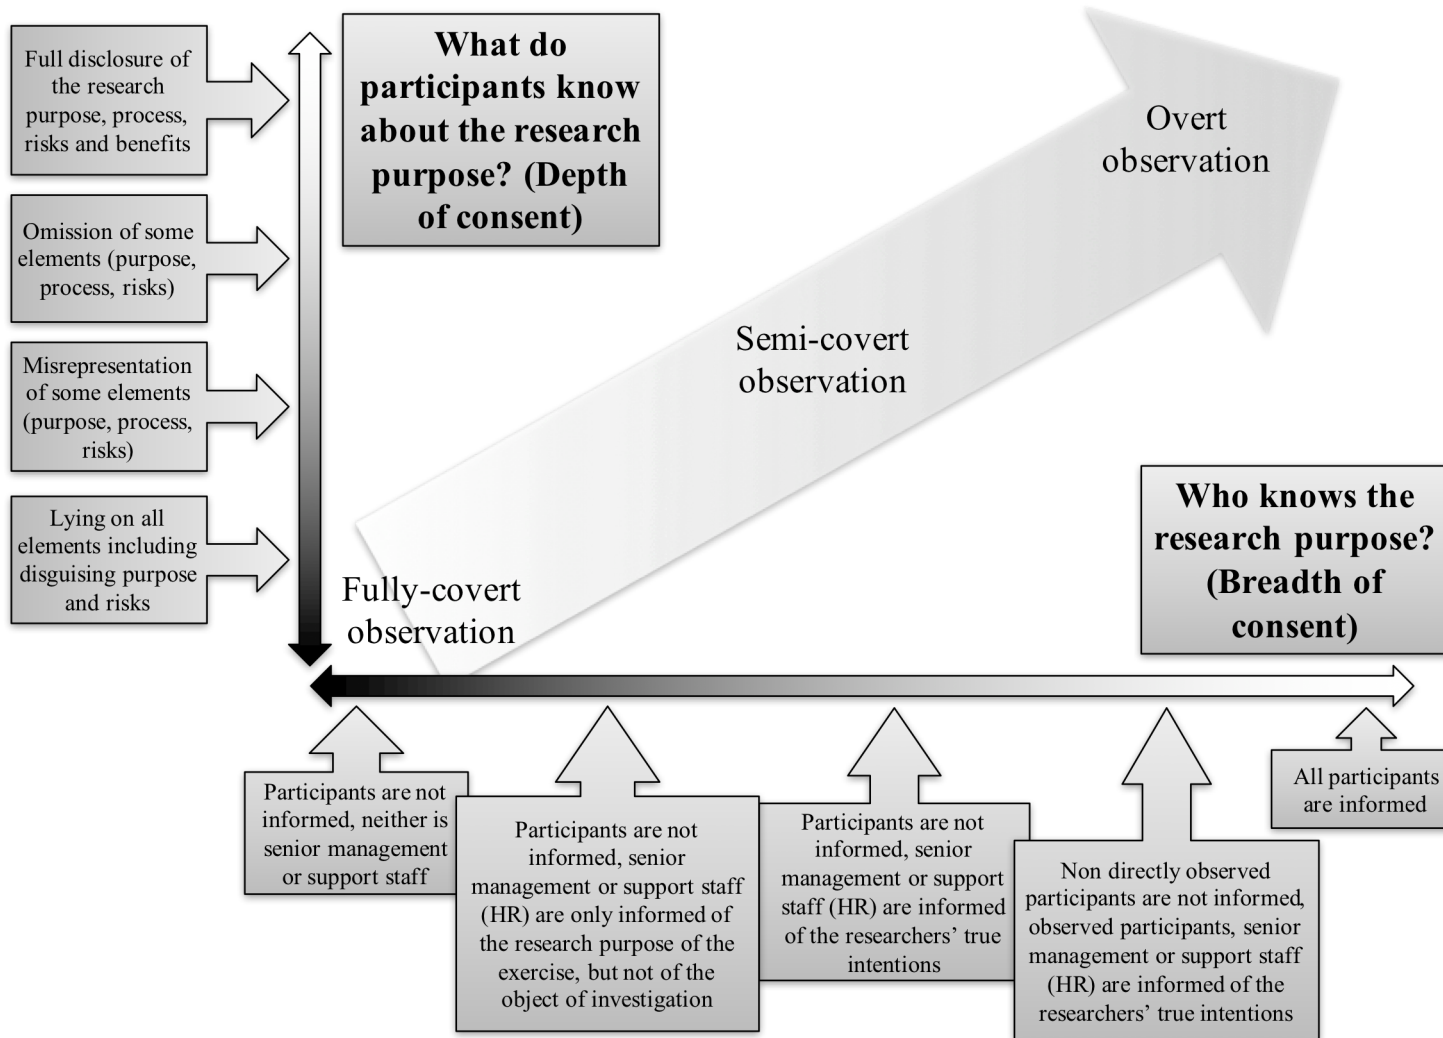 Full disclosure of
the research
purpose, process,
risks and benefits
Omission of some
elements (purpose,
process, risks)
Misrepresentation
of some elements
(purpose, process,
risks)
Lying on all
elements including
disguising purpose
and risks
What do
participants know
about the research
purpose? (Depth
of consent)
Overt
observation
Semi-covert
observation
Fully-covert
observation
Who knows the
research purpose?
(Breadth of
consent)
Participants are not
informed, neither is
senior management
or support staff
Participants are not
informed, senior
management or support staff
(HR) are only informed of
the research purpose of the
exercise, but not of the
object of investigation
Participants are not
informed, senior
management or support
staff (HR) are informed
of the researchers’ true
intentions
Non directly observed
participants are not informed,
observed participants, senior
management or support staff
(HR) are informed of the
researchers’ true intentions
All participants
are informed